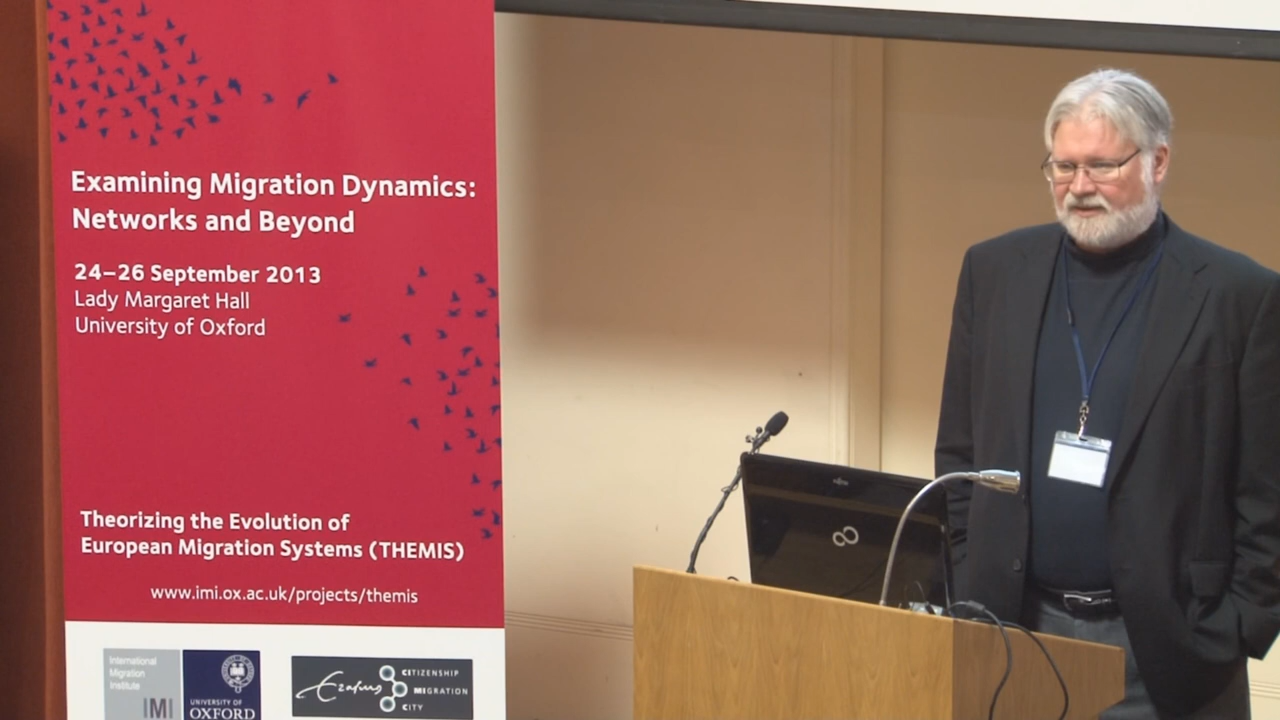 Examining Migration Dynamics:
Networks and Beyond
24–26 September 2013
Lady Margaret Hall
University of Oxford
Theorizing the Evolution of
European Migration Systems (THEMIS)
www.imi.ox.ac.uk/projects/themis
International
Migration
Institute
IMI
UNIVERSITY OF
OXFORD
Erasmus
CITIZENSHIP
MIGRATION
CITY